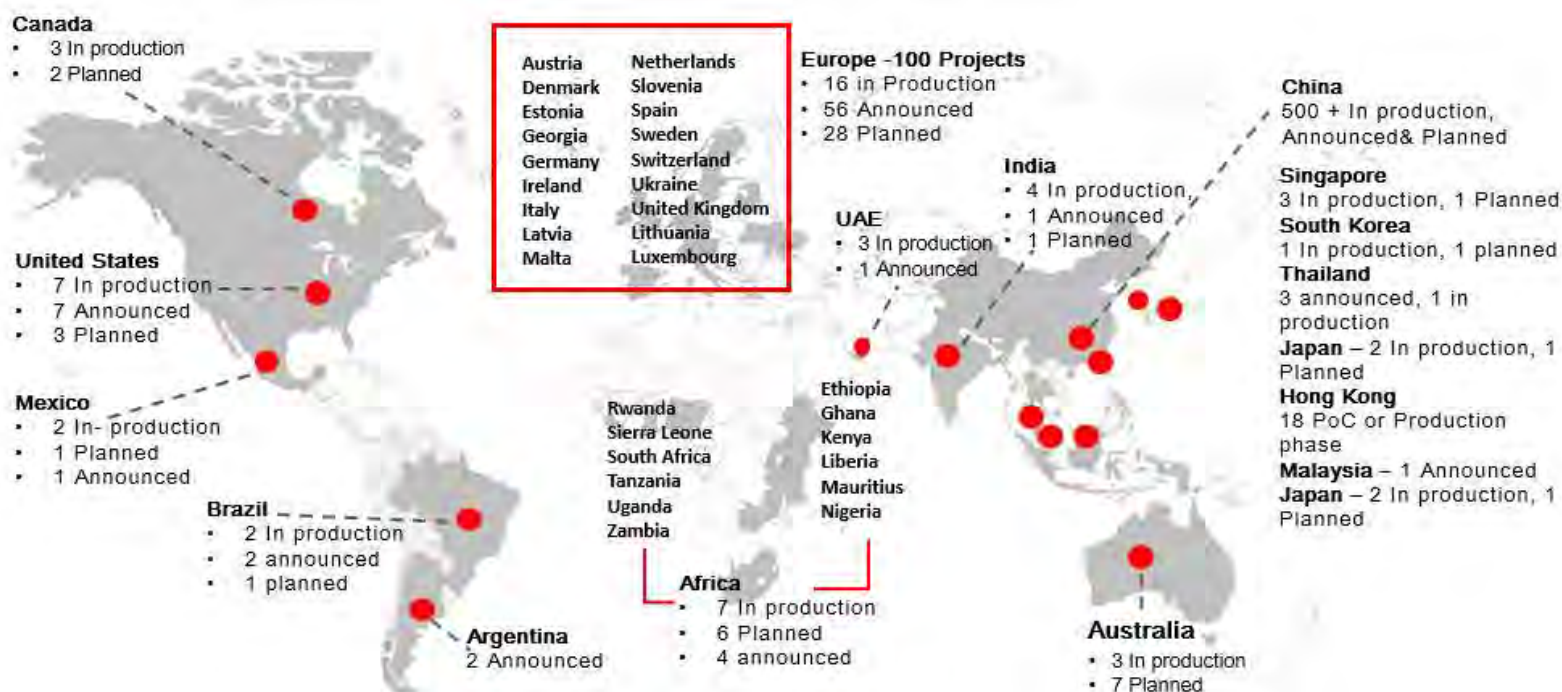 Canada
• 3 In production
• 2 Planned
United States
• 7 In production
• 7 Announced
• 3 Planned
Mexico
• 2 In- production
• 1 Planned
• 1 Announced
Brazil
• 2 In production
• 2 announced
• 1 planned
Argentina
2 Announced
Austria
Denmark
Estonia
Georgia
Germany
Ireland
Italy
Latvia
Malta
Netherlands
Slovenia
Spain
Sweden
Switzerland
Ukraine
United Kingdom
Lithuania
Luxembourg
Europe -100 Projects
• 16 in Production
• 56 Announced
• 28 Planned
Rwanda
Sierra Leone
South Africa
Tanzania
Uganda
Zambia
Ethiopia
Ghana
Kenya
Liberia
Mauritius
Nigeria
Africa
• 7 In production
• 6 Planned
• 4 announced
UAE
• 3 In production
• 1 Announced
India
• 4 In production,
• 1 Announced
• 1 Planned
China
500 + In production,
Announced& Planned
Singapore
3 In production, 1 Planned
South Korea
1 In production, 1 planned
Thailand
3 announced, 1 in
production
Japan – 2 In production, 1
Planned
Hong Kong
18 PoC or Production
phase
Malaysia – 1 Announced
Japan – 2 In production, 1
Planned
Australia
• 3 In production
• 7 Planned